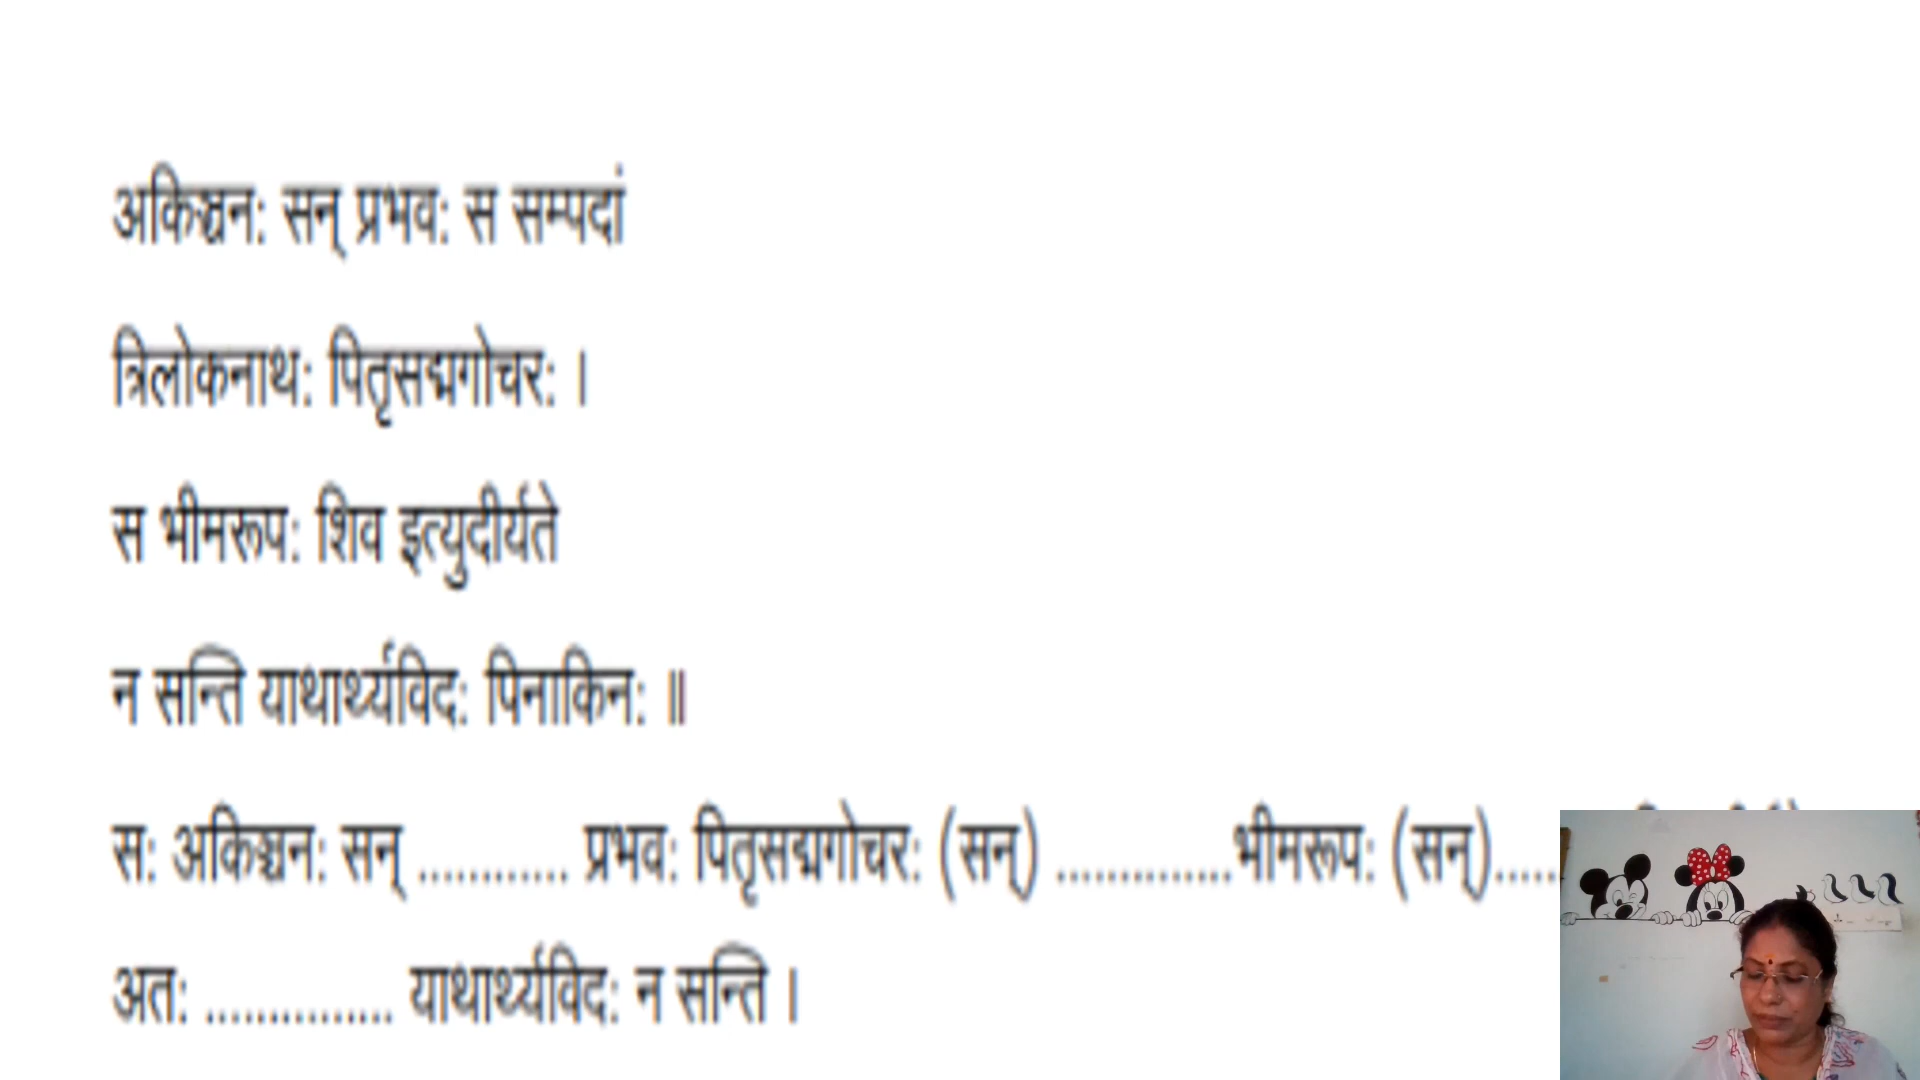 अकिञ्चन: सन् प्रभव: स सम्पदां
त्रिलोकनाथ: पितृसद्मगोचर: ।
स भीमरूप: शिव इत्युदीर्यते
न सन्ति याथार्थ्यविद: पिनाकिन: ॥
स: अकिञ्चन: सन् ............ प्रभव: पितृसद्मगोचर: (सन्) ..............भीमरूप: (सन्).....
अत: ............... याथार्थ्यविद: न सन्ति ।